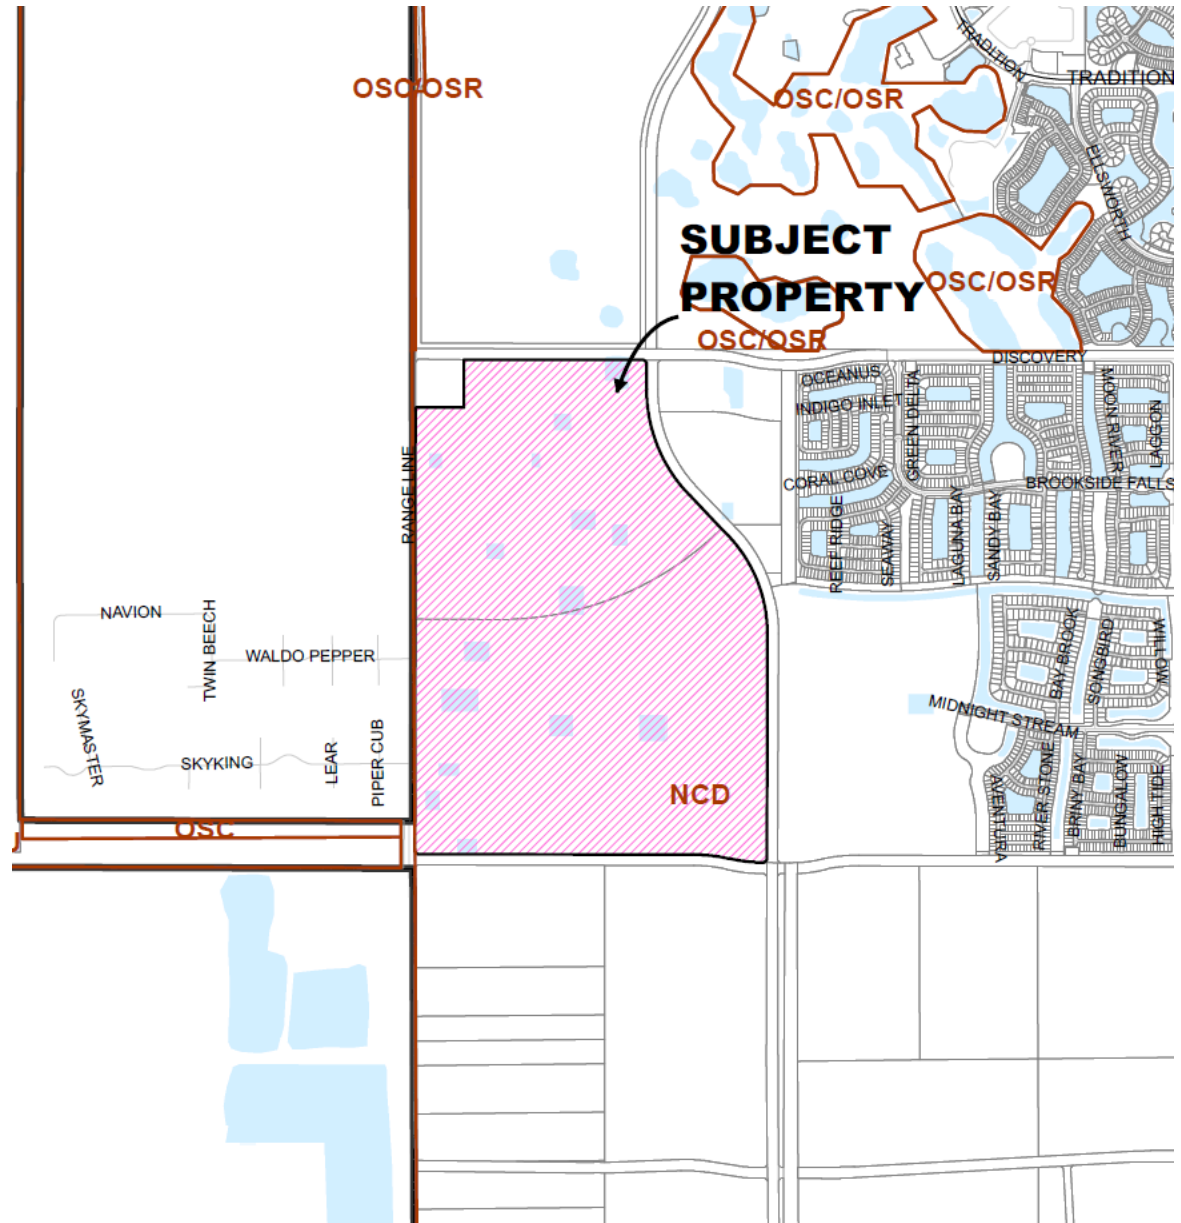 TRADITION
TRADITION
OSC/OSR
OSC/OSR
ELLSWORTH
SUBJECT
PROPERTY
OSC/OSR
OSC/OSR
DISCOVERY
OCEANUS
INDIGO INLET
GREEN DELTA
MOON RIVER
LAGGON
RANGE LINE
CORAL COVE
BROOKSIDE FALLS
REEF RIDGE
SEAWAY
LAGUNA BAY
SANDY BAY
NAVION
TWIN BEECH
WALDO PEPPER
BAY BROOK
SONGBIRD
WILLOW
SKYMASTER
MIDNIGHT STREAM
SKYKING
LEAR
PIPER CUB
NCD
AVENTURA
RIVER STONE
BRINY BAY
BUNGALOW
HIGH TIDE
OSC